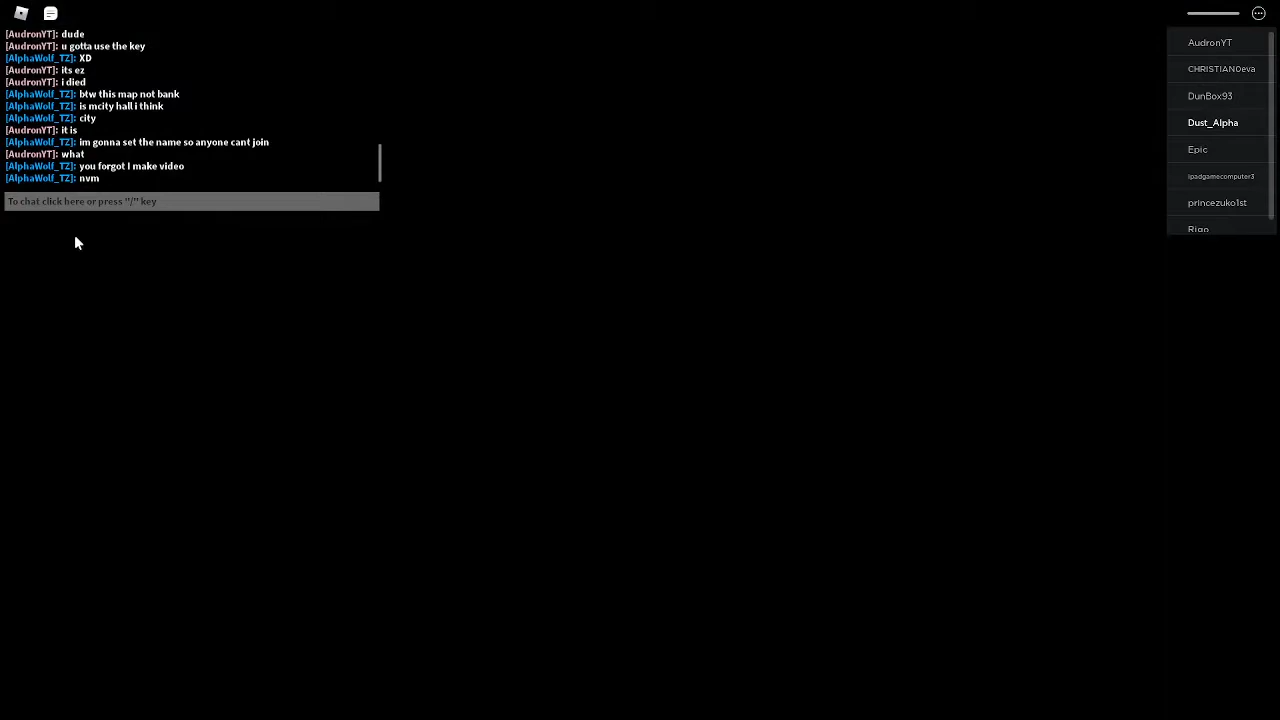 [AudronYT]: dude
[AudronYT]: u gotta use the key
[AlphaWolf_TZ]: XD
[AudronYT]: its ez
[AudronYT]: i died
[AlphaWolf_TZ]: btw this map not bank
[AlphaWolf_TZ]: is mcity hall i think
[AlphaWolf_TZ]: city
[AudronYT]: it is
[AlphaWolf_TZ]: im gonna set the name so anyone cant join
[AudronYT]: what
[AlphaWolf_TZ]: you forgot I make video
[AlphaWolf_TZ]: nvm
To chat click here or press "/" key
AudronYT
CHRISTIAN0eva
DunBox93
Dust_Alpha
Epic
Ipadgamecomputer3
princezuko1st
Rigo